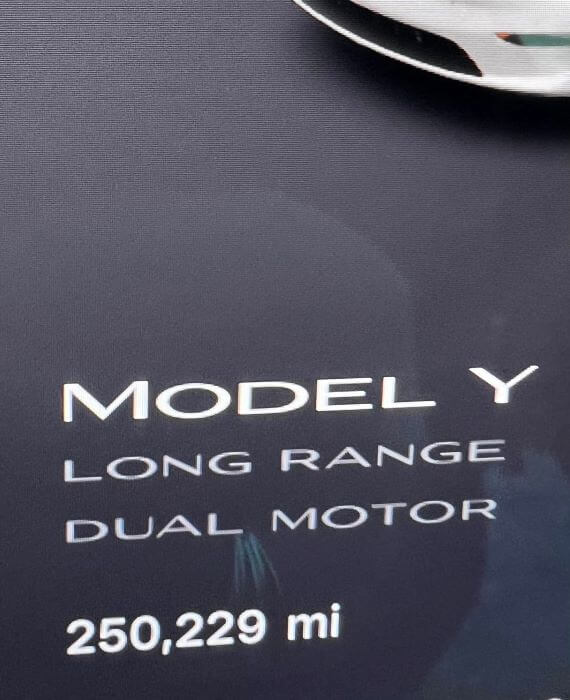 MODEL Y
LONG RANGE
DUAL MOTOR
250,229 mi